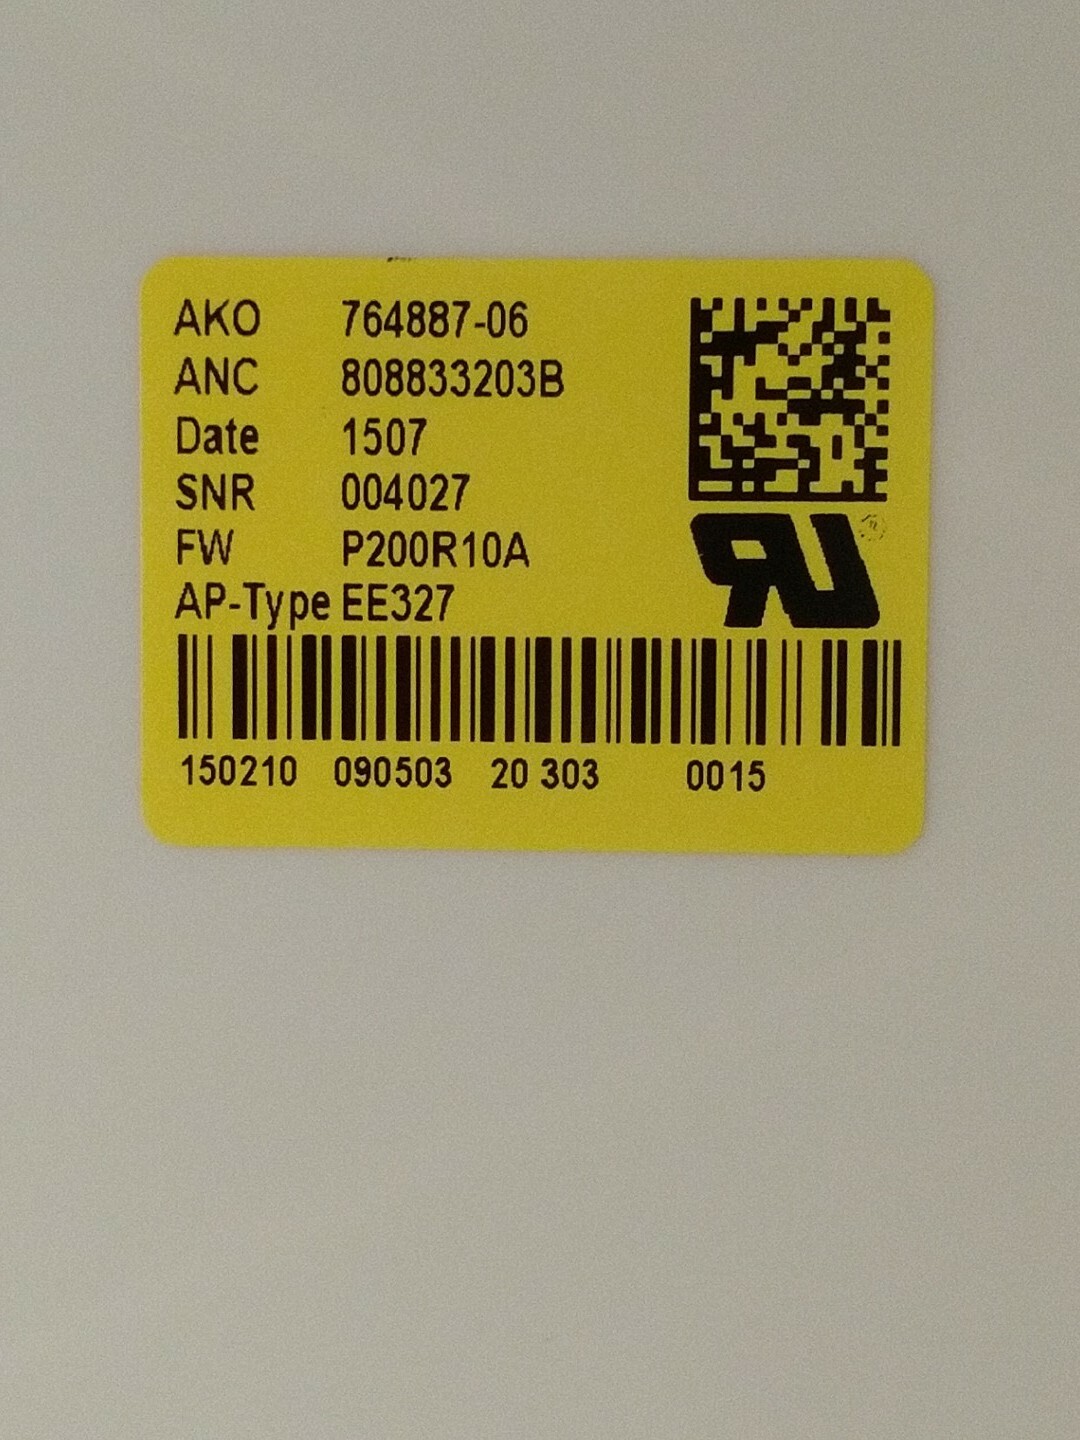 AKO 764887-06
ANC 808833203B
Date 1507
SNR 004027
FW P200R10A
AP-Type EE327
RU
150210 090503 20 303 0015